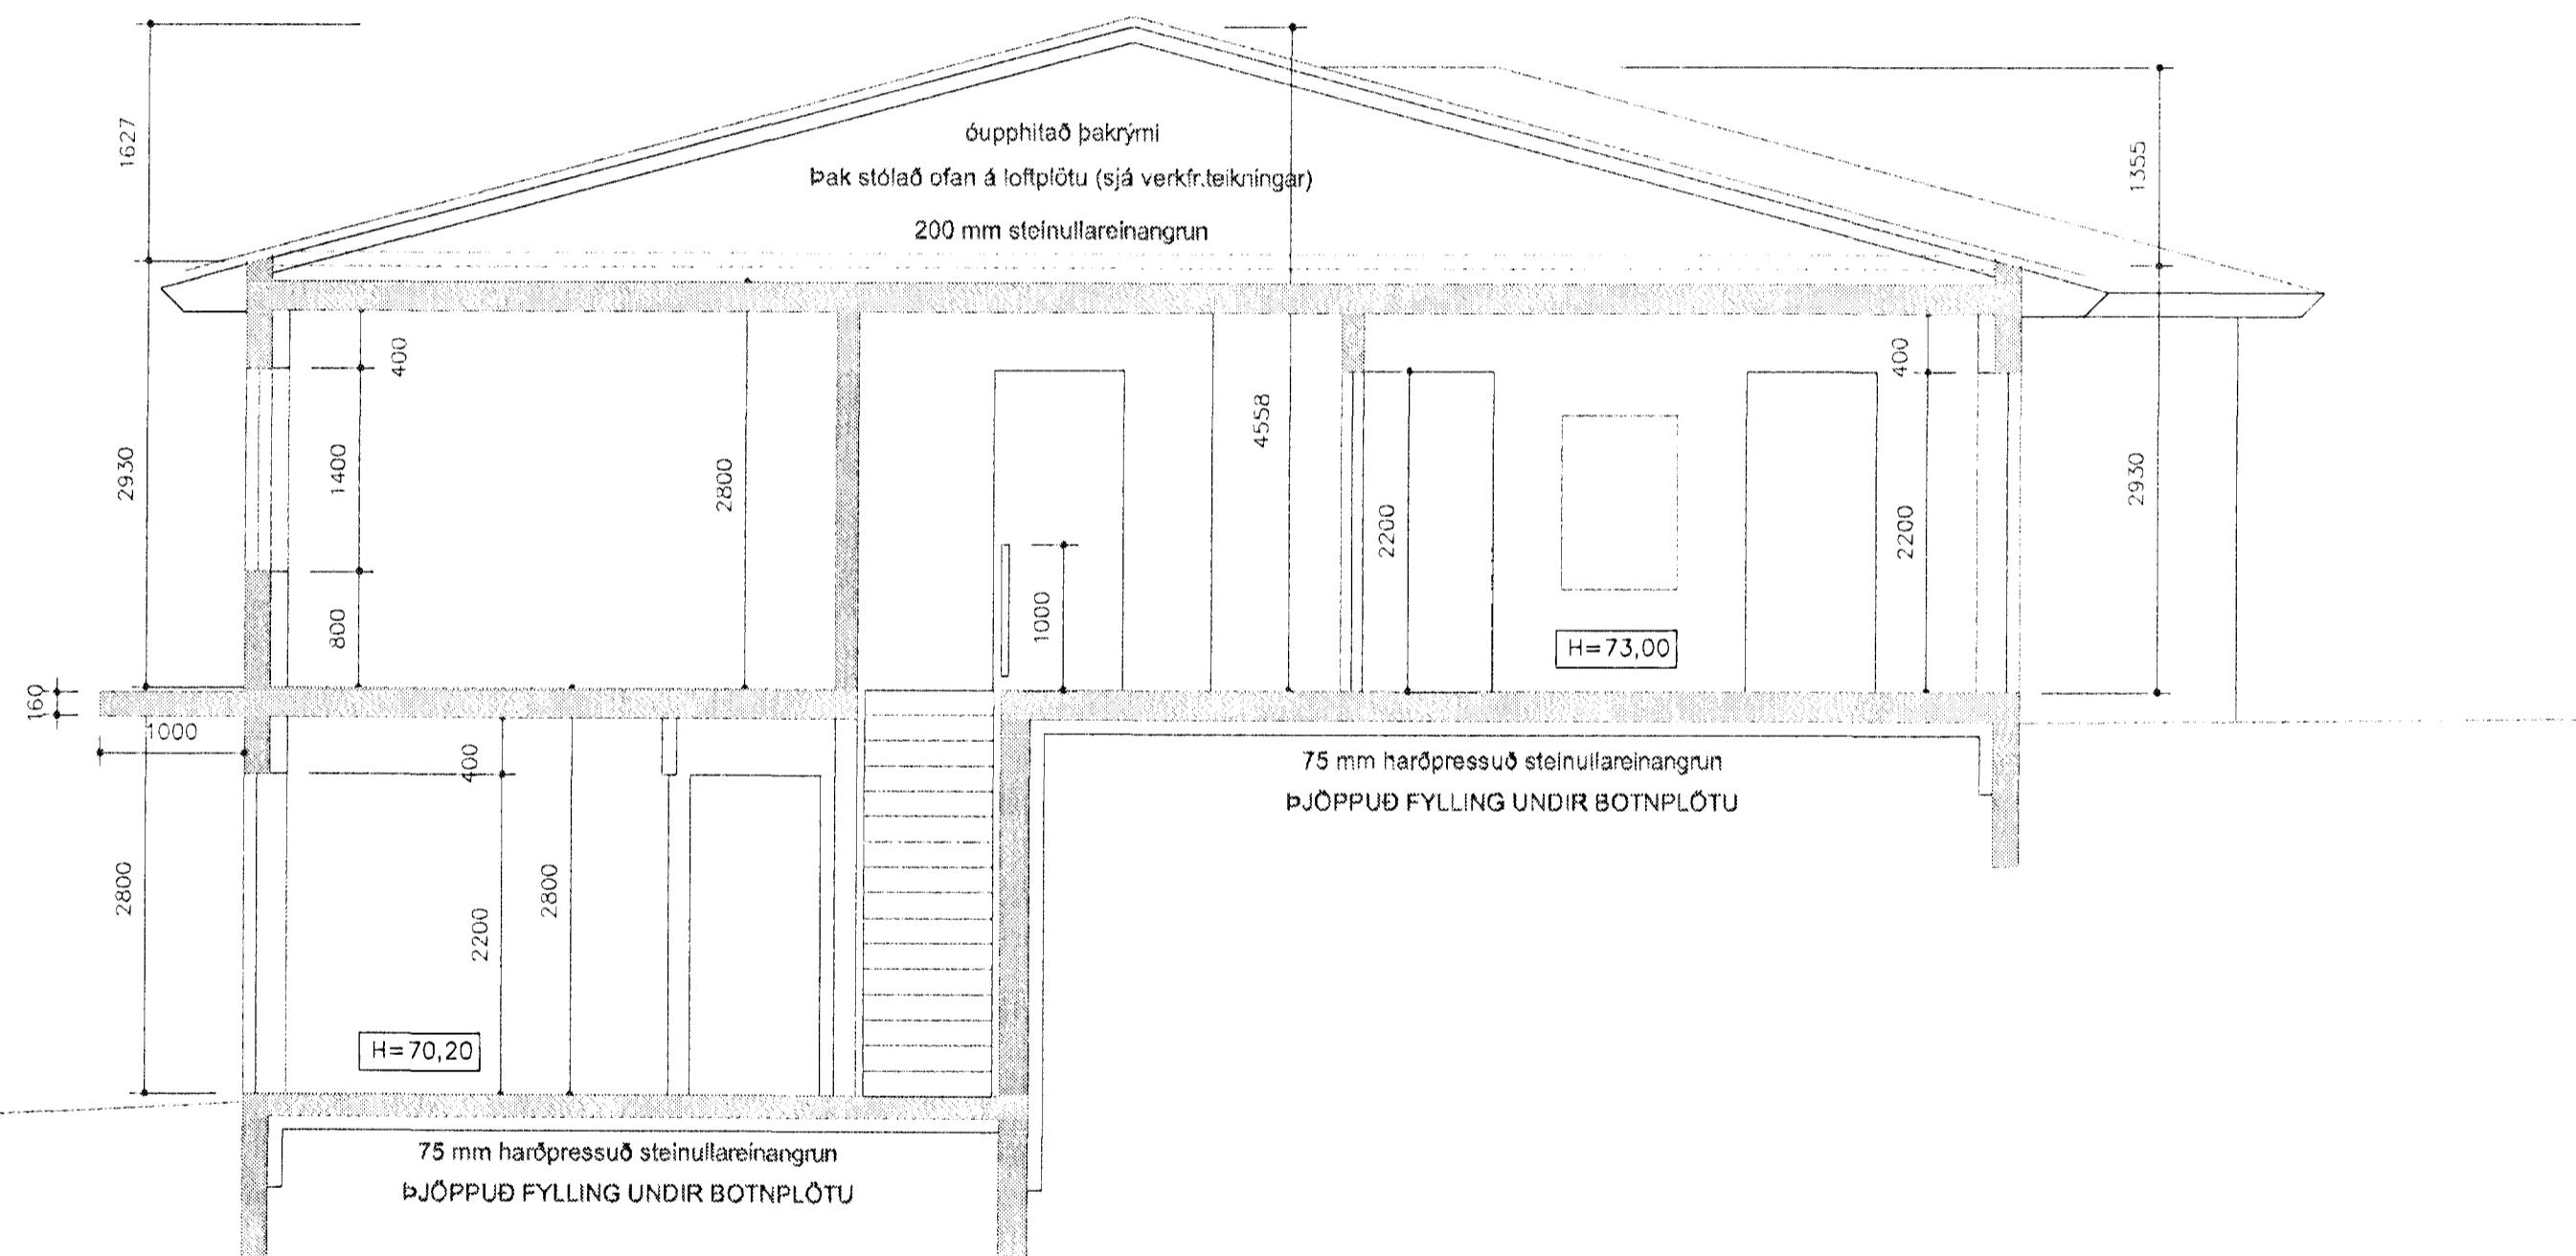 1627
óupphitað þakrými
Þak stólað ofan á loftplötu (sjá verkfr.teikningar)
200 mm steinullareinangrun
1355
400
400
2930
1400
2800
4558
2200
2200
2930
800
1000
H=73,00
160
1000
400
75 mm harðpressuð steinullareinangrun
ÞJÖPPUÐ FYLLING UNDIR BOTNPLÖTU
2800
2200
2800
H=70,20
75 mm harðpressuð steinullareinangrun
ÞJÖPPUÐ FYLLING UNDIR BOTNPLÖTU